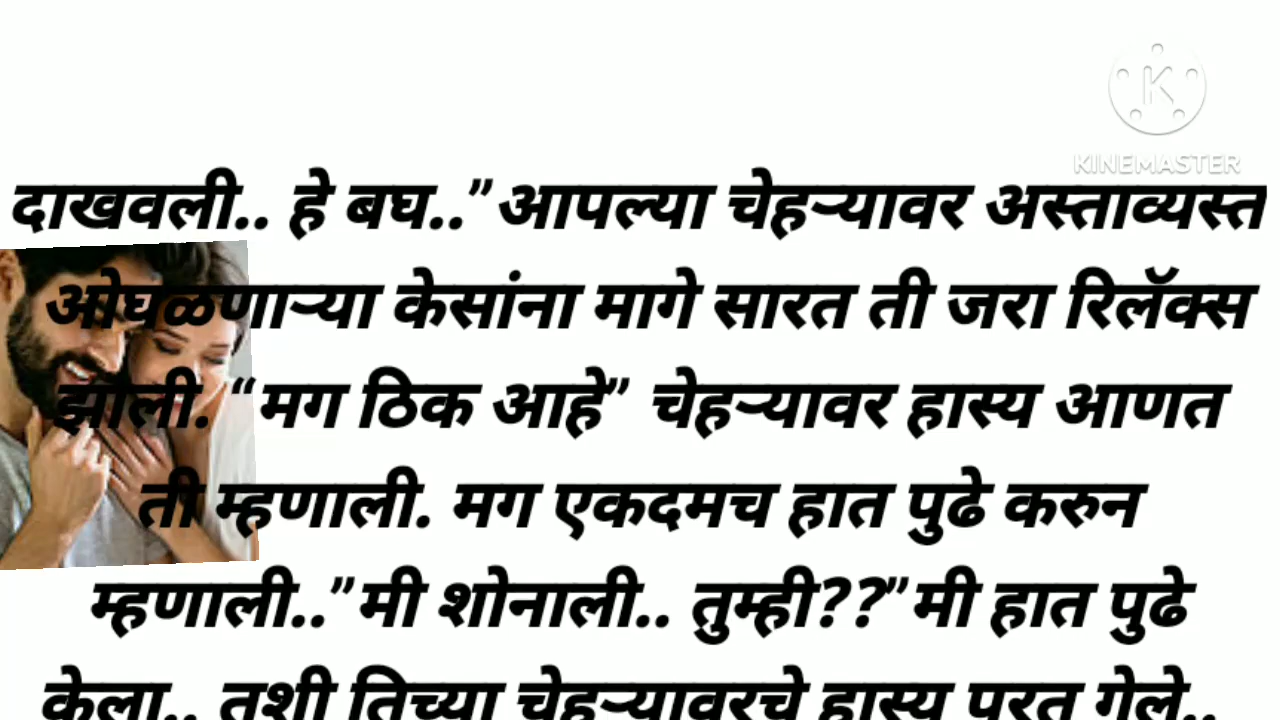 KINEMASTER
दाखवली.. हे बघ..”आपल्या चेहऱ्यावर अस्ताव्यस्त
ओघळणाऱ्या केसांना मागे सारत ती जरा रिलॅक्स
झाली. “मग ठिक आहे” चेहऱ्यावर हास्य आणत
ती म्हणाली. मग एकदमच हात पुढे करुन
म्हणाली..”मी शोनाली.. तुम्ही??”मी हात पुढे
केला.. तशी तिच्या चेहऱ्यावरचे हास्य परत गेले..